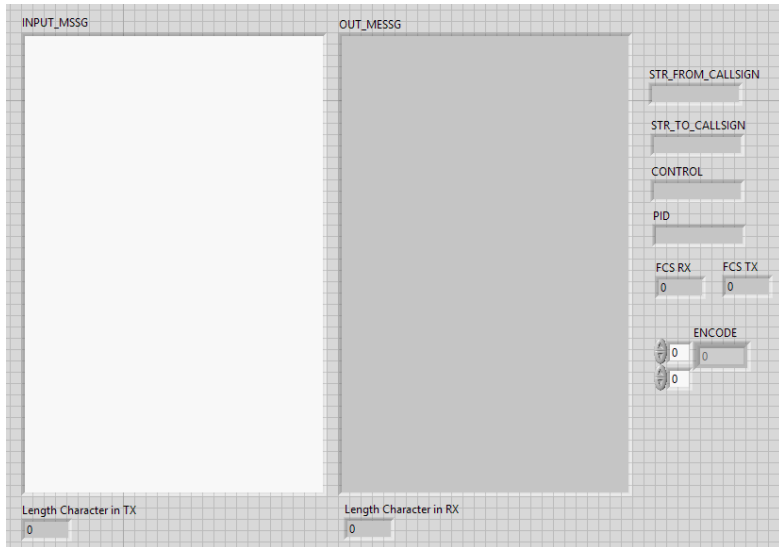 INPUT_MSSG
OUT_MESSG
STR_FROM_CALLSIGN
STR_TO_CALLSIGN
CONTROL
PID
FCS RX FCS TX
0 0
ENCODE
0 0
0
Length Character in TX Length Character in RX
0 0